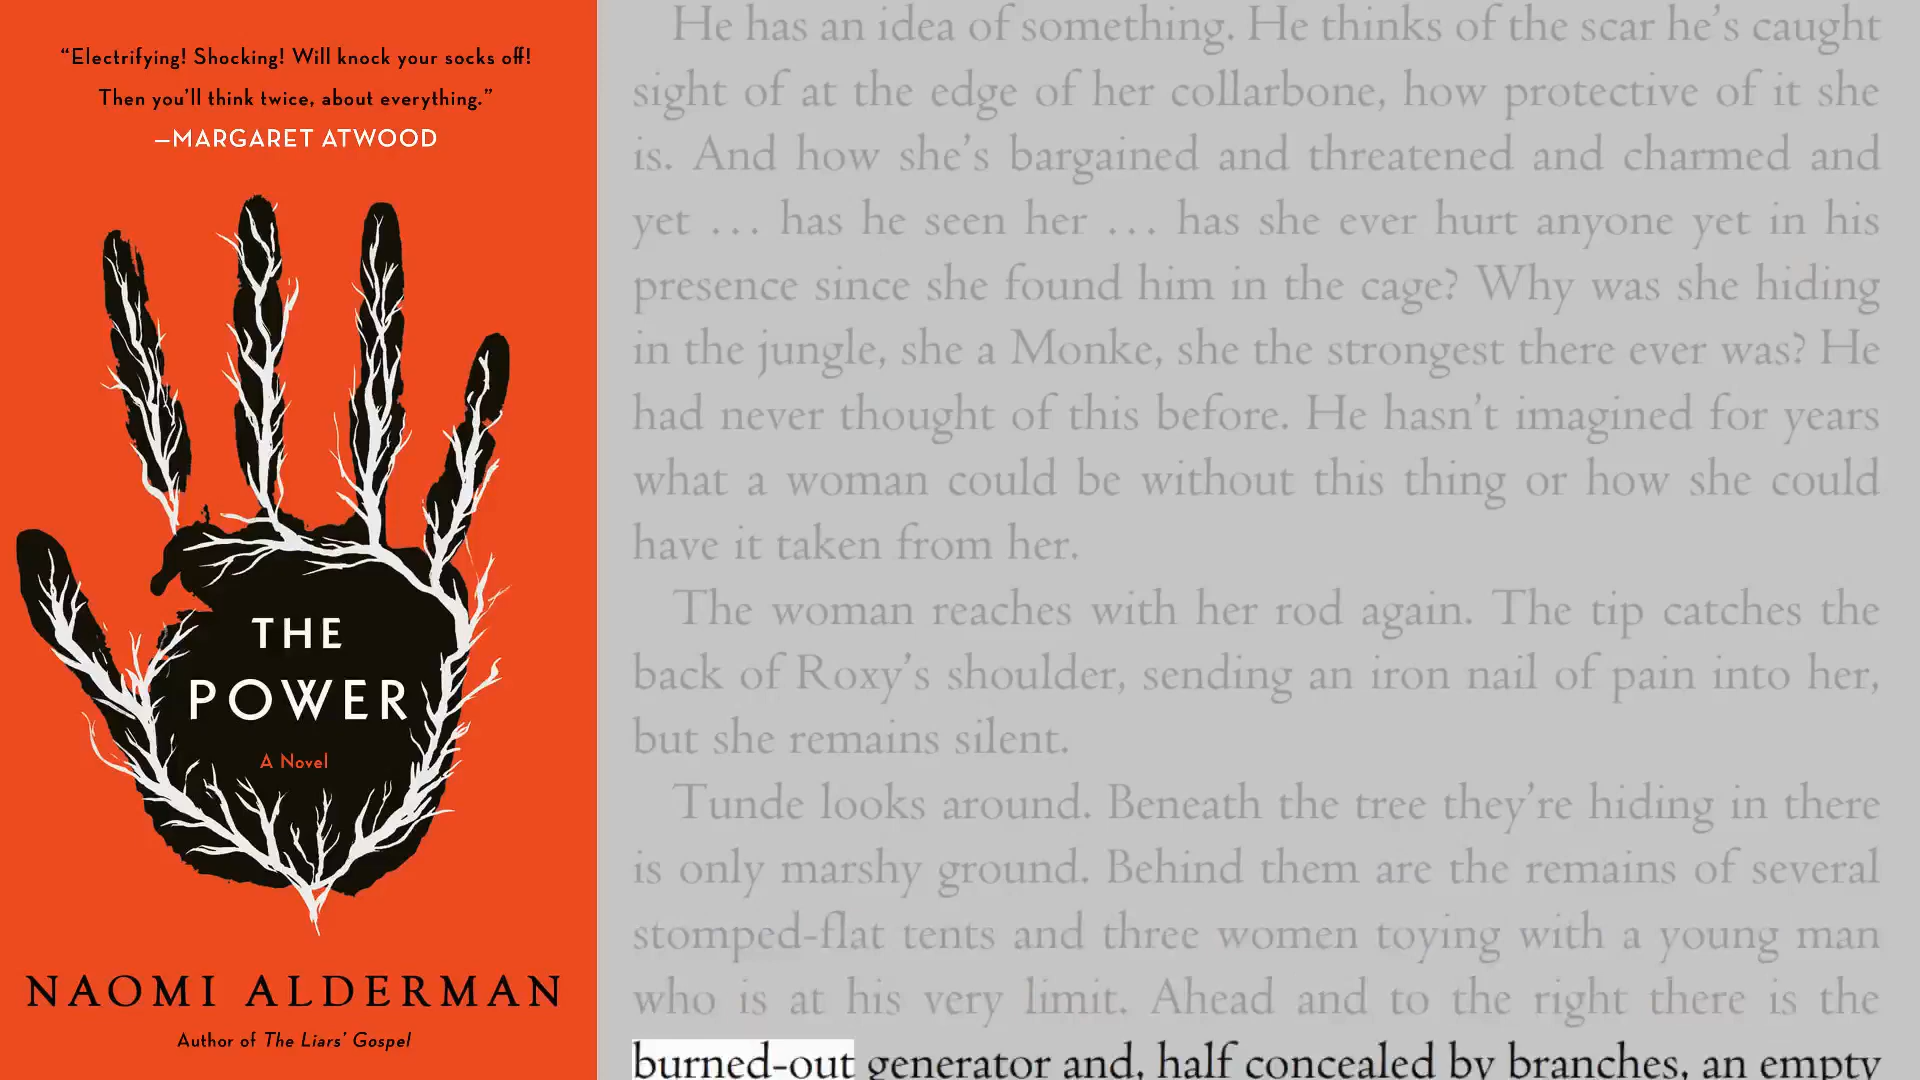 “Electrifying! Shocking! Will knock your socks off!
Then you’ll think twice, about everything.”
—MARGARET ATWOOD
THE
POWER
A Novel
NAOMI ALDERMAN
Author of The Liars’ Gospel
He has an idea of something. He thinks of the scar he’s caught
sight of at the edge of her collarbone, how protective of it she
is. And how she’s bargained and threatened and charmed and
yet … has he seen her … has she ever hurt anyone yet in his
presence since she found him in the cage? Why was she hiding
in the jungle, she a Monke, she the strongest there ever was? He
had never thought of this before. He hasn’t imagined for years
what a woman could be without this thing or how she could
have it taken from her.
The woman reaches with her rod again. The tip catches the
back of Roxy’s shoulder, sending an iron nail of pain into her,
but she remains silent.
Tunde looks around. Beneath the tree they’re hiding in there
is only marshy ground. Behind them are the remains of several
stomped-flat tents and three women toying with a young man
who is at his very limit. Ahead and to the right there is the
burned-out generator and, half concealed by branches, an empty